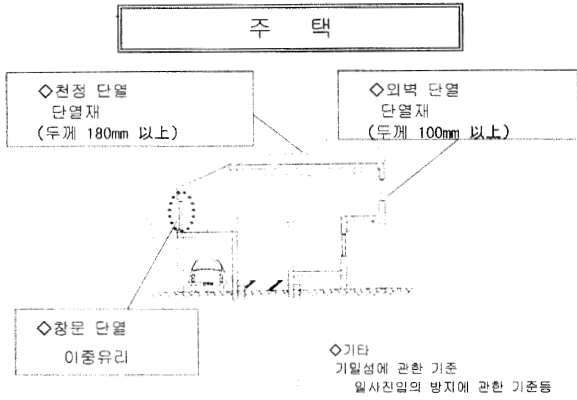 주 택
◇천정 단열
단열재
(두께 180mm 以上)
◇외벽 단열
단열재
(두께 100mm 以上)
◇창문 단열
이중유리
◇기타
기밀성에 관한 기준
일사진입의 방지에 관한 기준등